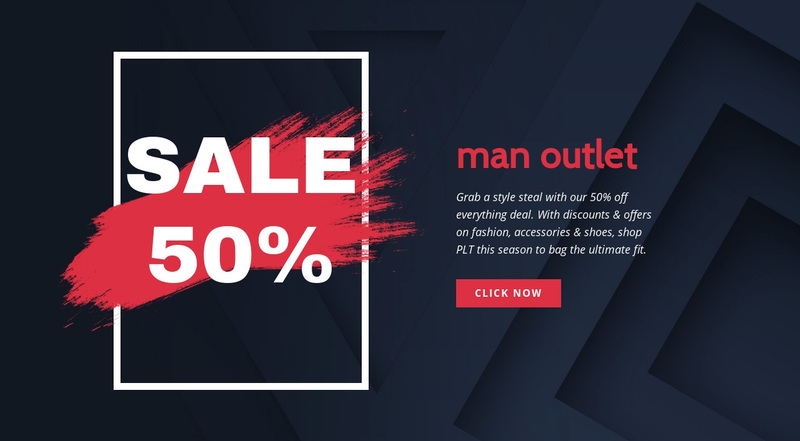 SALE
50%
man outlet
Grab a style steal with our 50% off
everything deal. With discounts & offers
on fashion, accessories & shoes, shop
PLT this season to bag the ultimate fit.
CLICK NOW